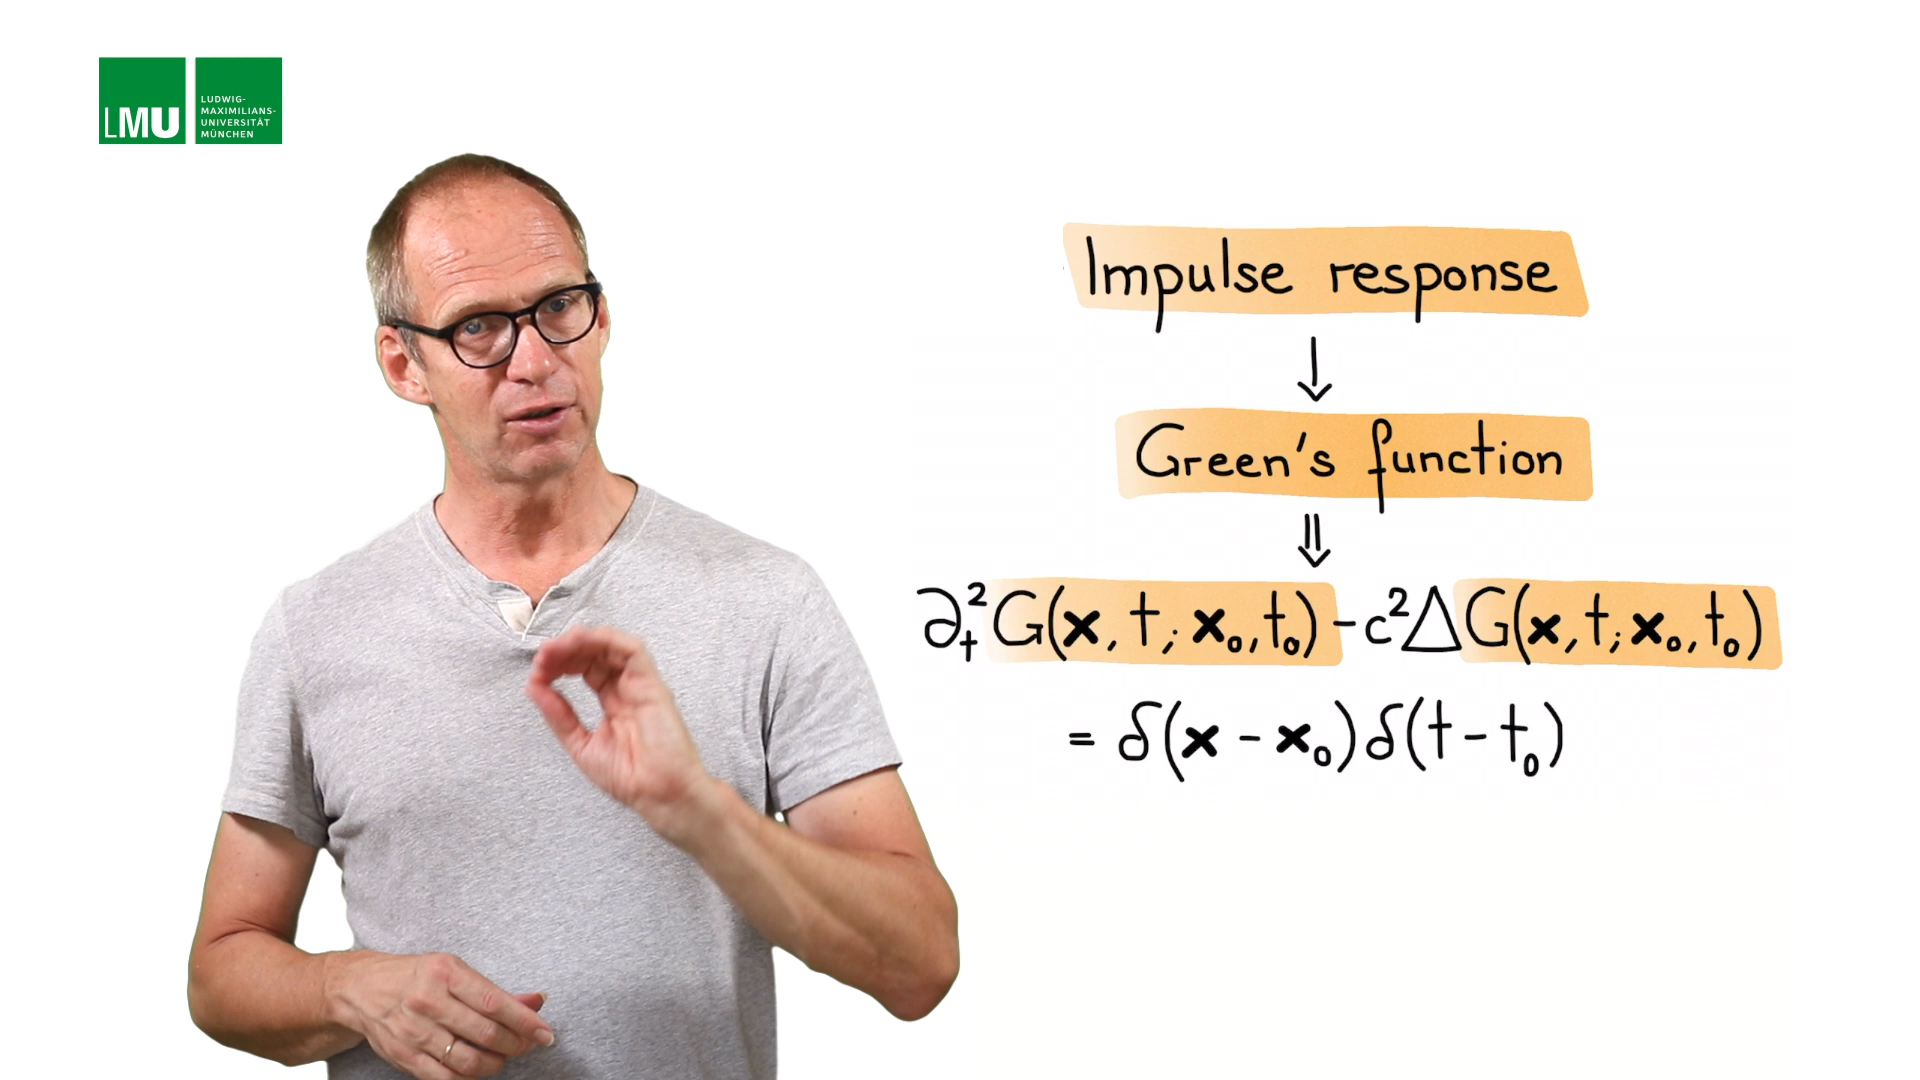 LMU
LUDWIG-
MAXIMILIANS-
UNIVERSITÄT
MÜNCHEN
Impulse response
↓
Green's function
⇓
∂ₜ²G(𝐱, t; 𝐱₀, t₀) - c²ΔG(𝐱, t; 𝐱₀, t₀)
= δ(𝐱 - 𝐱₀)δ(t - t₀)